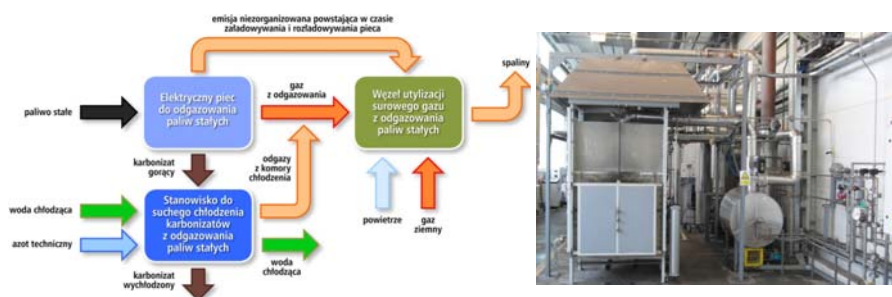 emisja niezorganizowana powstająca w czasie
załadowywania i rozładowywania pieca
spaliny
Elektryczny piec
do odgazowania
paliw stałych
gaz
z odgazowania
Węzeł utylizacji
surowego gazu
z odgazowania
paliw stałych
paliwo stałe
karbonizat
gorący
odgazy
z komory
chłodzenia
woda chłodząca
Stanowisko do
suchego chłodzenia
karbonizatów
z odgazowania
paliw stałych
powietrze
gaz
ziemny
azot techniczny
woda
chłodząca
karbonizat
wychłodzony